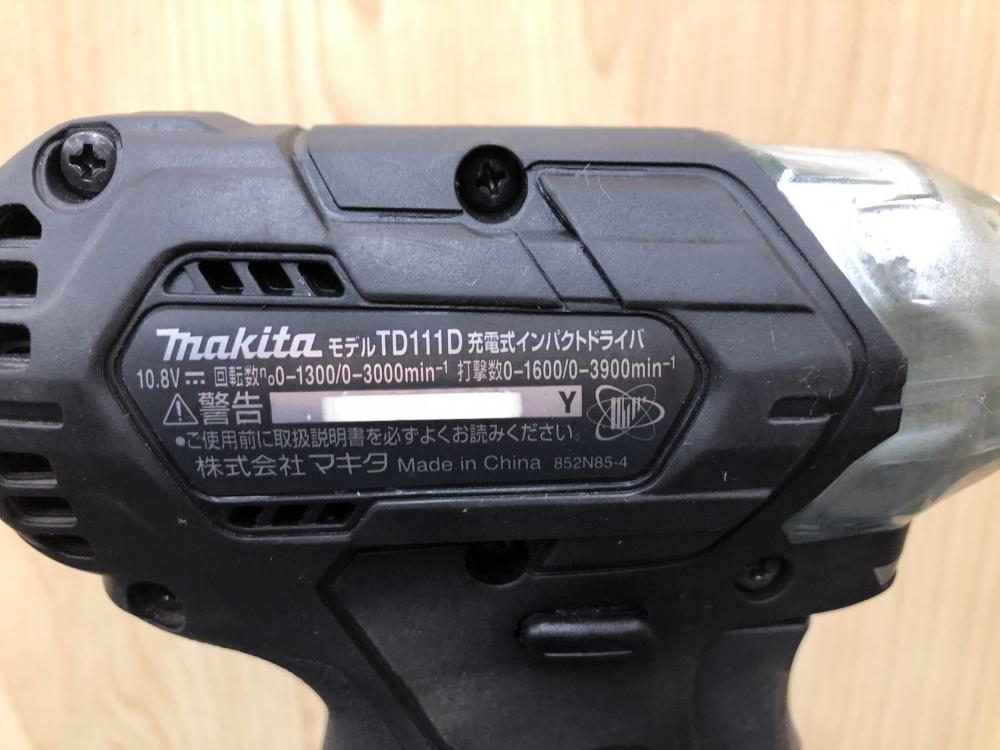 makita モデル TD111D 充電式インパクトドライバ
10.8V⎓ 回転数n₀0-1300/0-3000min⁻¹ 打撃数0-1600/0-3900min⁻¹
⚠警告 Y
•ご使用前に取扱説明書を必ずよくお読みください。
株式会社マキタ Made in China 852N85-4